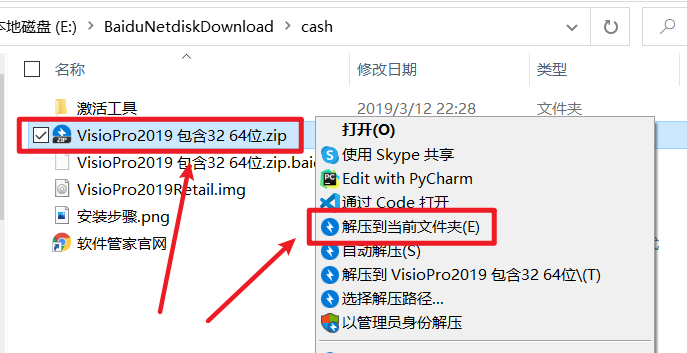 本地磁盘 (E:) > BaiduNetdiskDownload > cash
名称 修改日期 类型
激活工具 2019/3/12 22:28 文件夹
VisioPro2019 包含32 64位.zip
VisioPro2019 包含32 64位.zip.bai
VisioPro2019Retail.img
安装步骤.png
软件管家官网
打开(O)
使用 Skype 共享
Edit with PyCharm
通过 Code 打开
解压到当前文件夹(E)
自动解压(S)
解压到 VisioPro2019 包含32 64位\(T)
选择解压路径...
以管理员身份解压